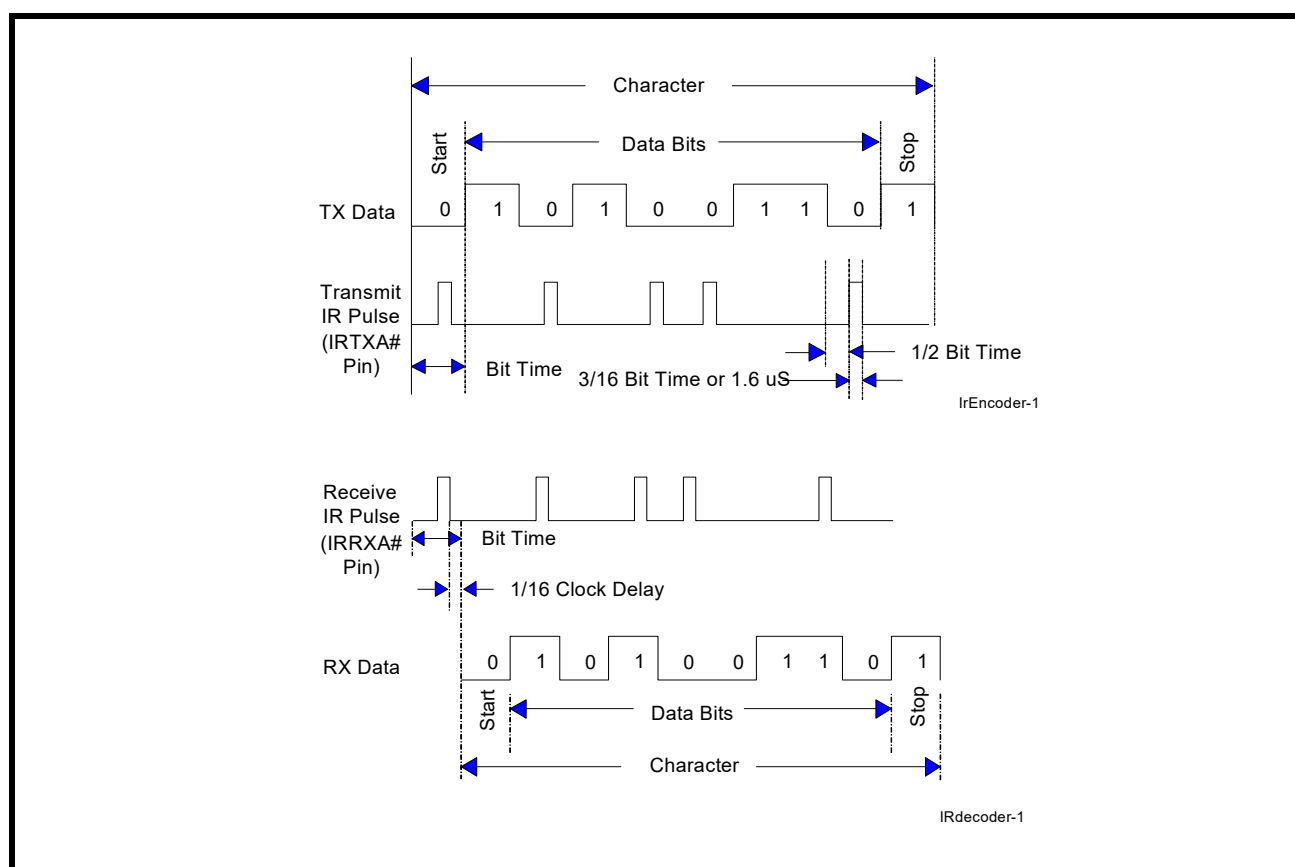 Character
Start
Data Bits
Stop
TX Data
0 1 0 1 0 0 1 1 0 1
Transmit
IR Pulse
(IRTXA#
Pin)
Bit Time
1/2 Bit Time
3/16 Bit Time or 1.6 uS
IrEncoder-1
Receive
IR Pulse
(IRRXA#
Pin)
Bit Time
1/16 Clock Delay
RX Data
0 1 0 1 0 0 1 1 0 1
Start
Data Bits
Stop
Character
IRdecoder-1